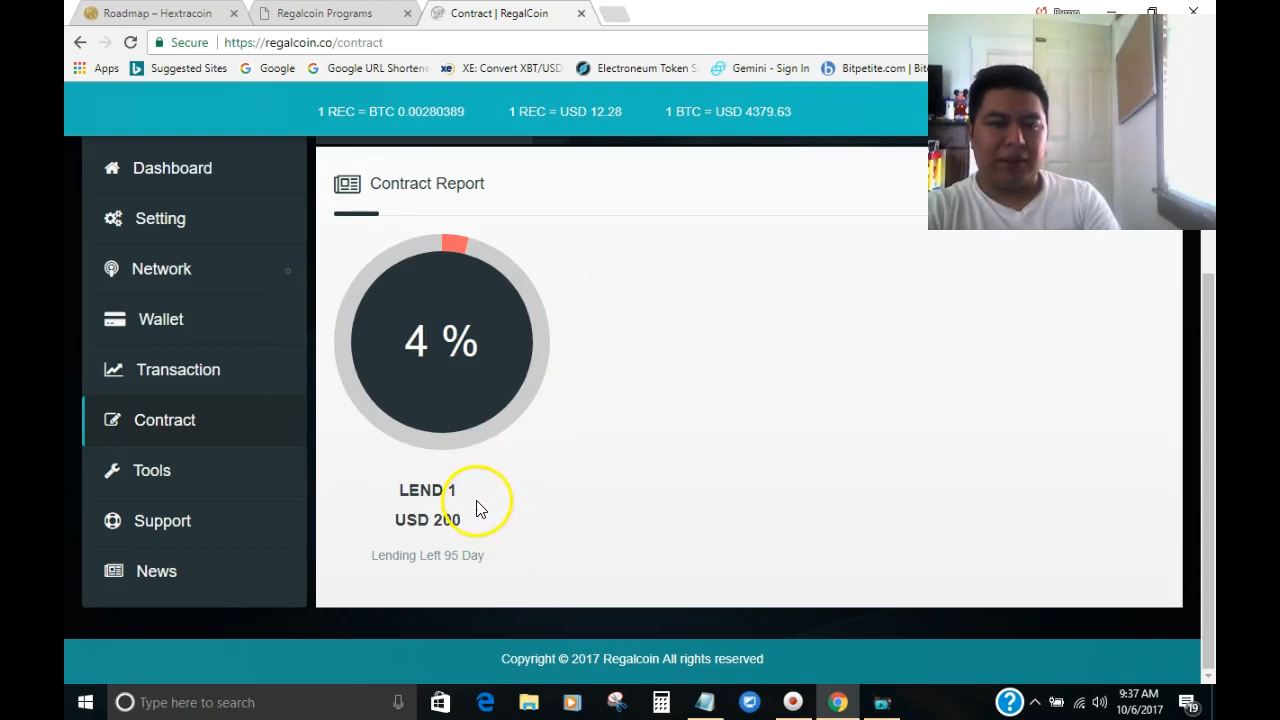 Roadmap – Hextracoin
Regalcoin Programs
Contract | RegalCoin
Secure
https://regalcoin.co/contract
Apps
Suggested Sites
Google
Google URL Shortene
XE: Convert XBT/USD
Electroneum Token S
Gemini - Sign In
Bitpetite.com | Bit
1 REC = BTC 0.00280389
1 REC = USD 12.28
1 BTC = USD 4379.63
Dashboard
Setting
Network
Wallet
Transaction
Contract
Tools
Support
News
Contract Report
4 %
LEND 1
USD 200
Lending Left 95 Day
Copyright © 2017 Regalcoin All rights reserved
Type here to search
9:37 AM
10/6/2017
19